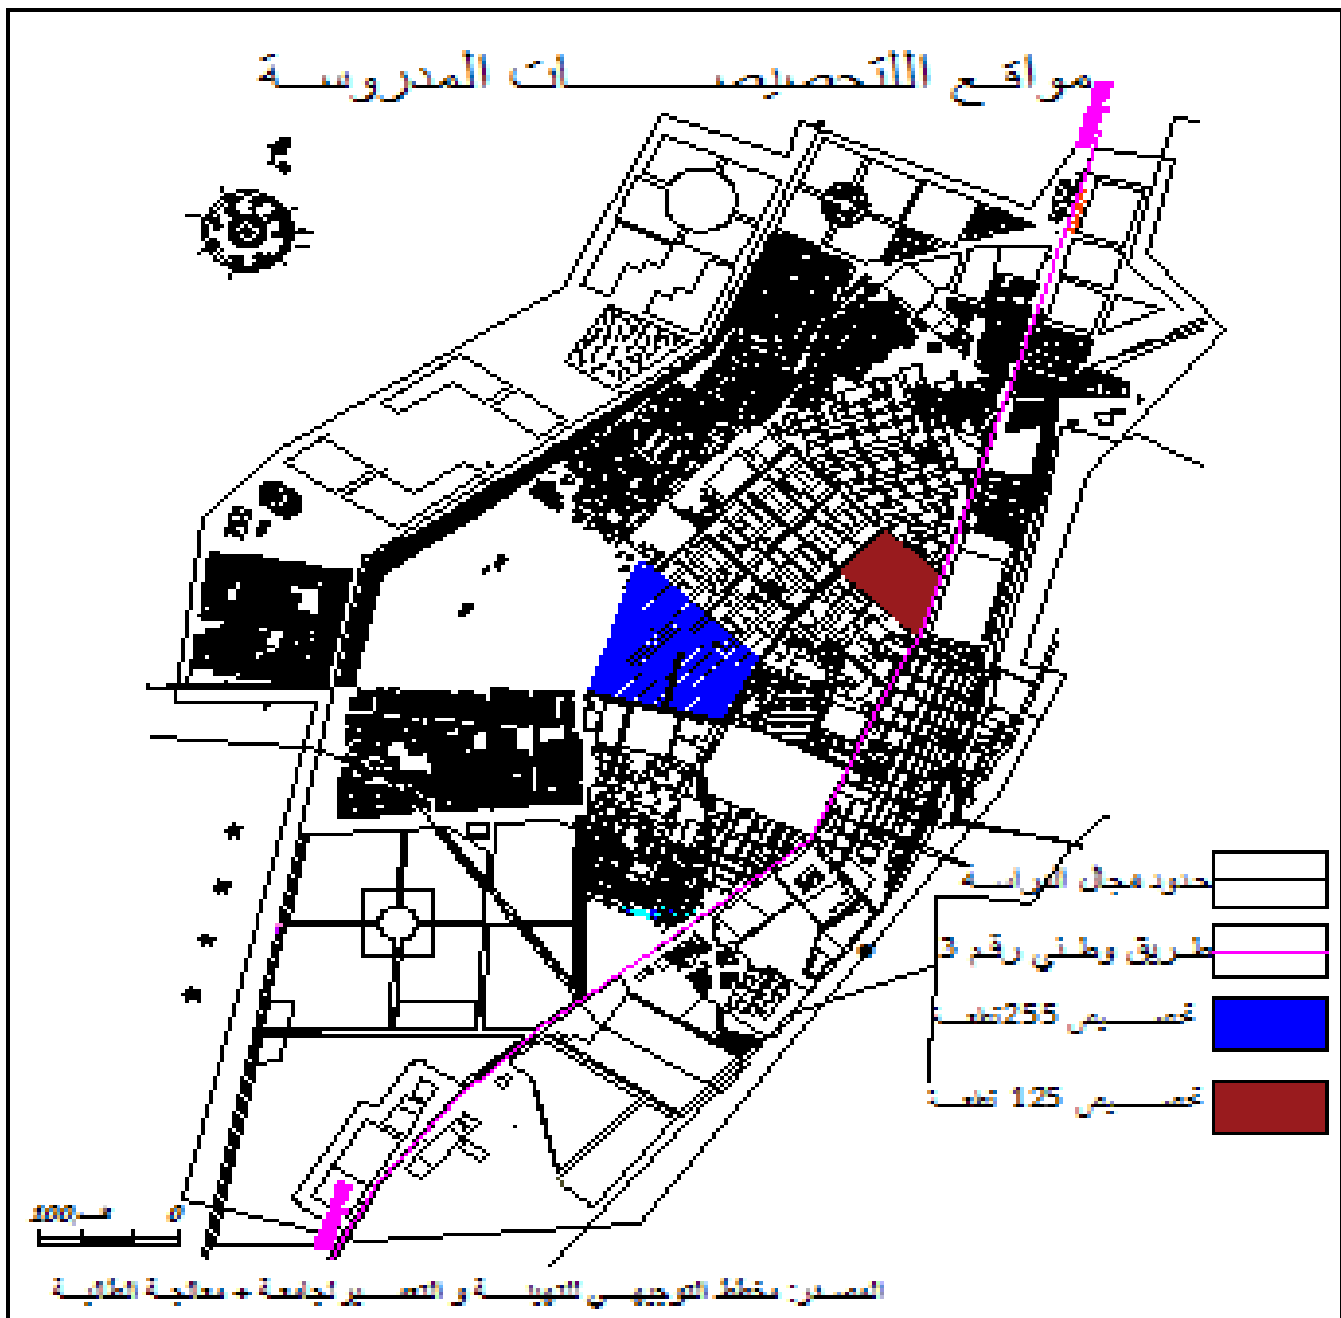 مواقع التحصيصات المدروسة
حدود مجال الدراسة
طريق وطني رقم 3
تحصيص 255 قطعة
تحصيص 125 قطعة
0 100م
المصدر: مخطط التوجيهي للتهيئة و التعمير لجامعة + معالجة الطالبة